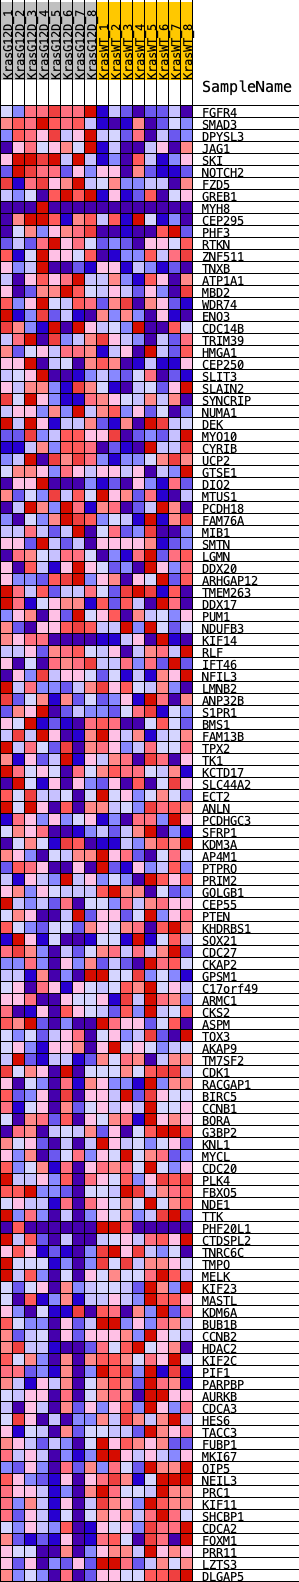 KrasG12D_1
KrasG12D_2
KrasG12D_3
KrasG12D_4
KrasG12D_5
KrasG12D_6
KrasG12D_7
KrasG12D_8
KrasWT_1
KrasWT_2
KrasWT_3
KrasWT_4
KrasWT_5
KrasWT_6
KrasWT_7
KrasWT_8
SampleName
FGFR4
SMAD3
DPYSL3
JAG1
SKI
NOTCH2
FZD5
GREB1
MYH8
CEP295
PHF3
RTKN
ZNF511
TNXB
ATP1A1
MBD2
WDR74
ENO3
CDC14B
TRIM39
HMGA1
CEP250
SLIT3
SLAIN2
SYNCRIP
NUMA1
DEK
MYO10
CYRIB
UCP2
GTSE1
DIO2
MTUS1
PCDH18
FAM76A
MIB1
SMTN
LGMN
DDX20
ARHGAP12
TMEM263
DDX17
PUM1
NDUFB3
KIF14
RLF
IFT46
NFIL3
LMNB2
ANP32B
S1PR1
BMS1
FAM13B
TPX2
TK1
KCTD17
SLC44A2
ECT2
ANLN
PCDHGC3
SFRP1
KDM3A
AP4M1
PTPRO
PRIM2
GOLGB1
CEP55
PTEN
KHDRBS1
SOX21
CDC27
CKAP2
GPSM1
C17orf49
ARMC1
CKS2
ASPM
TOX3
AKAP9
TM7SF2
CDK1
RACGAP1
BIRC5
CCNB1
BORA
G3BP2
KNL1
MYCL
CDC20
PLK4
FBXO5
NDE1
TTK
PHF20L1
CTDSPL2
TNRC6C
TMPO
MELK
KIF23
MASTL
KDM6A
BUB1B
CCNB2
HDAC2
KIF2C
PIF1
PARPBP
AURKB
CDCA3
HES6
TACC3
FUBP1
MKI67
OIP5
NEIL3
PRC1
KIF11
SHCBP1
CDCA2
FOXM1
PRR11
LZTS3
DLGAP5